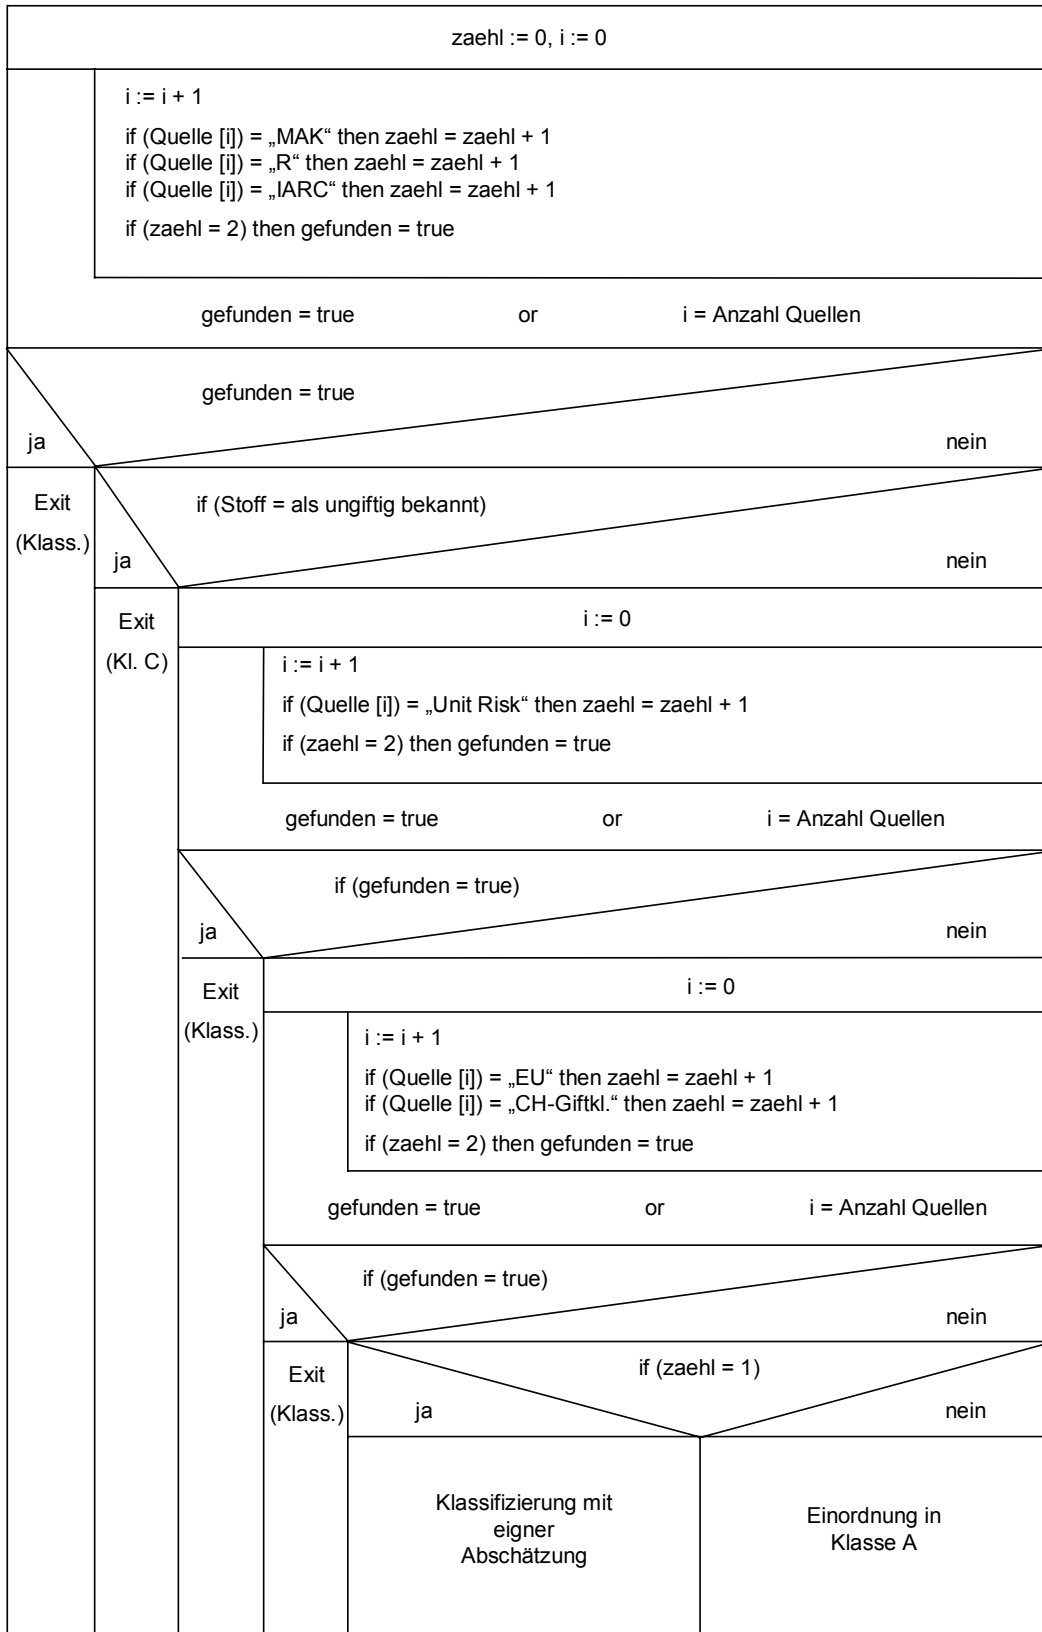 zaehl := 0, i := 0
i := i + 1
if (Quelle [i]) = „MAK“ then zaehl = zaehl + 1
if (Quelle [i]) = „R“ then zaehl = zaehl + 1
if (Quelle [i]) = „IARC“ then zaehl = zaehl + 1
if (zaehl = 2) then gefunden = true
gefunden = true or i = Anzahl Quellen
gefunden = true
ja nein
Exit
(Klass.)
if (Stoff = als ungiftig bekannt)
ja nein
Exit
(Kl. C)
i := 0
i := i + 1
if (Quelle [i]) = „Unit Risk“ then zaehl = zaehl + 1
if (zaehl = 2) then gefunden = true
gefunden = true or i = Anzahl Quellen
if (gefunden = true)
ja nein
Exit
(Klass.)
i := 0
i := i + 1
if (Quelle [i]) = „EU“ then zaehl = zaehl + 1
if (Quelle [i]) = „CH-Giftkl.“ then zaehl = zaehl + 1
if (zaehl = 2) then gefunden = true
gefunden = true or i = Anzahl Quellen
if (gefunden = true)
ja nein
Exit
(Klass.)
if (zaehl = 1)
ja nein
Klassifizierung mit
eigner
Abschätzung
Einordnung in
Klasse A